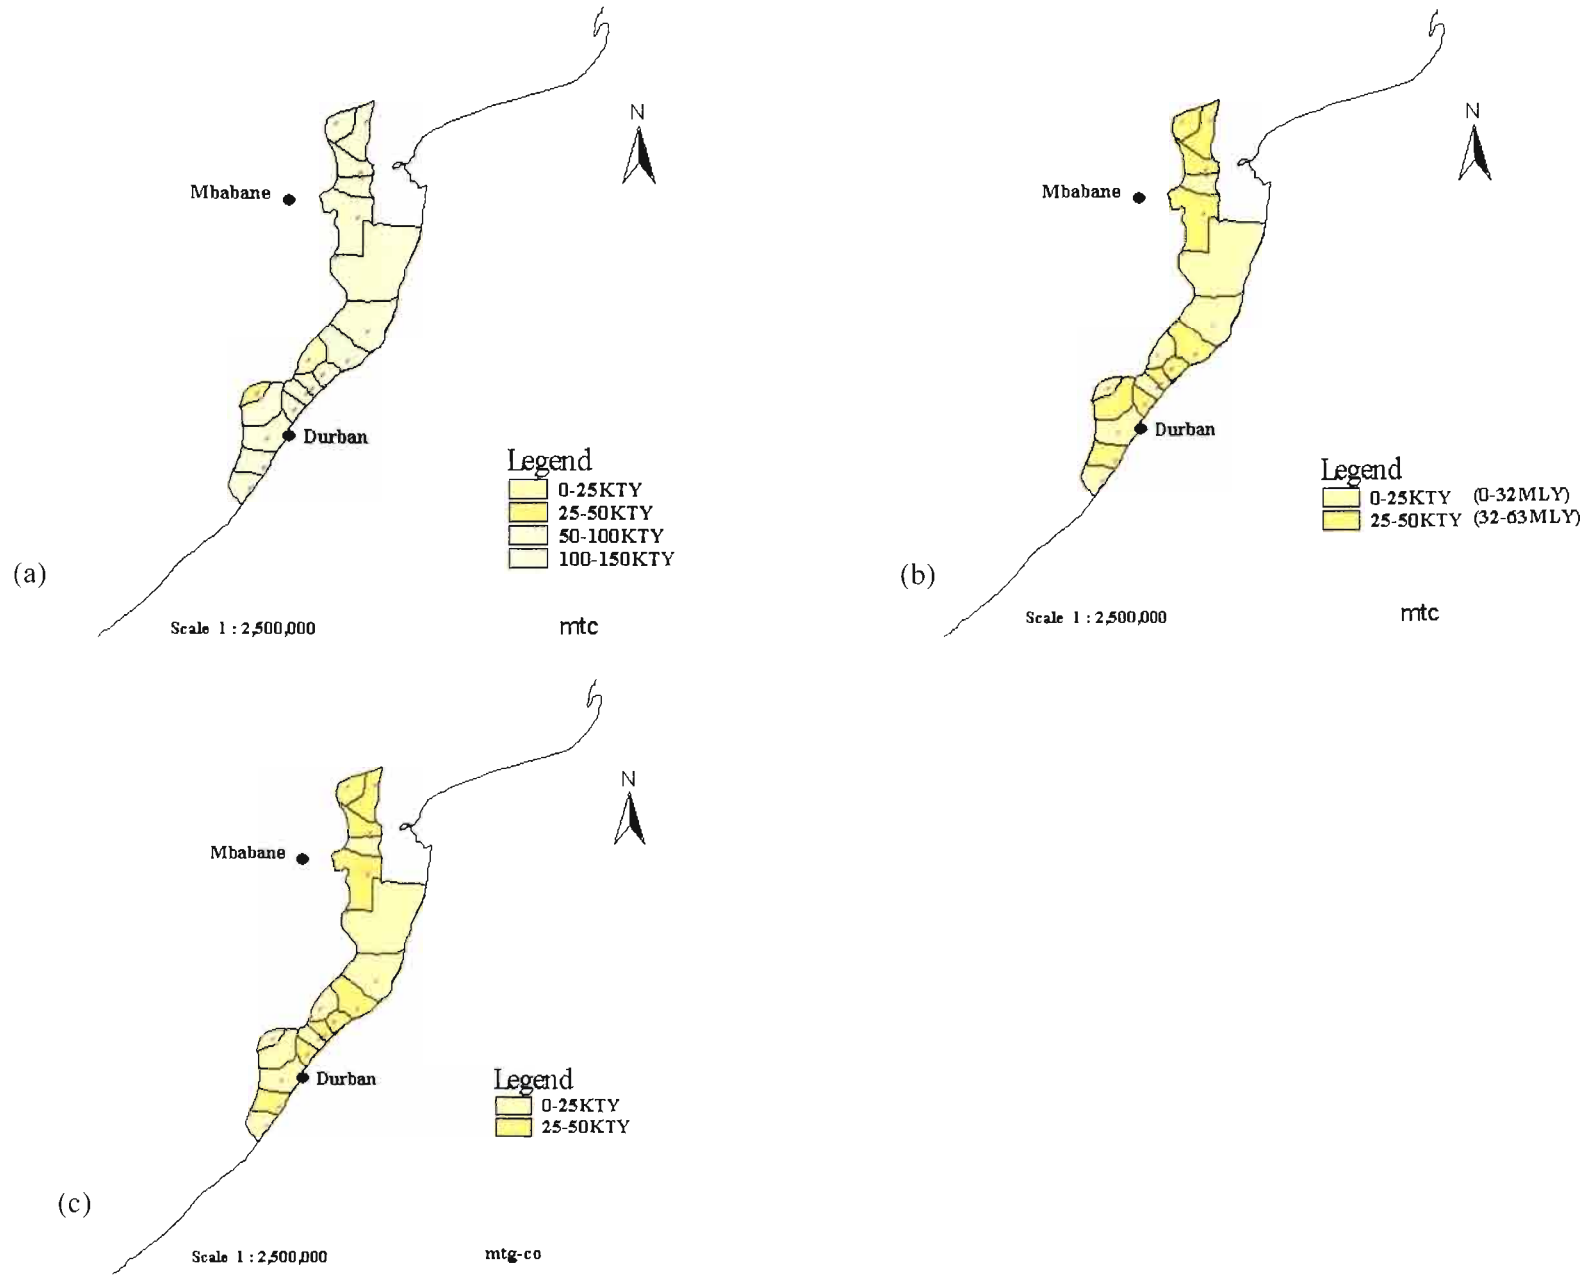 N
Mbabane
Durban
Legend
0-25KTY
25-50KTY
50-100KTY
100-150KTY
(a)
Scale 1 : 2,500,000
mtc
N
Mbabane
Durban
Legend
0-25KTY (0-32MLY)
25-50KTY (32-63MLY)
(b)
Scale 1 : 2,500,000
mtc
N
Mbabane
Durban
Legend
0-25KTY
25-50KTY
(c)
Scale 1 : 2,500,000
mtg-co